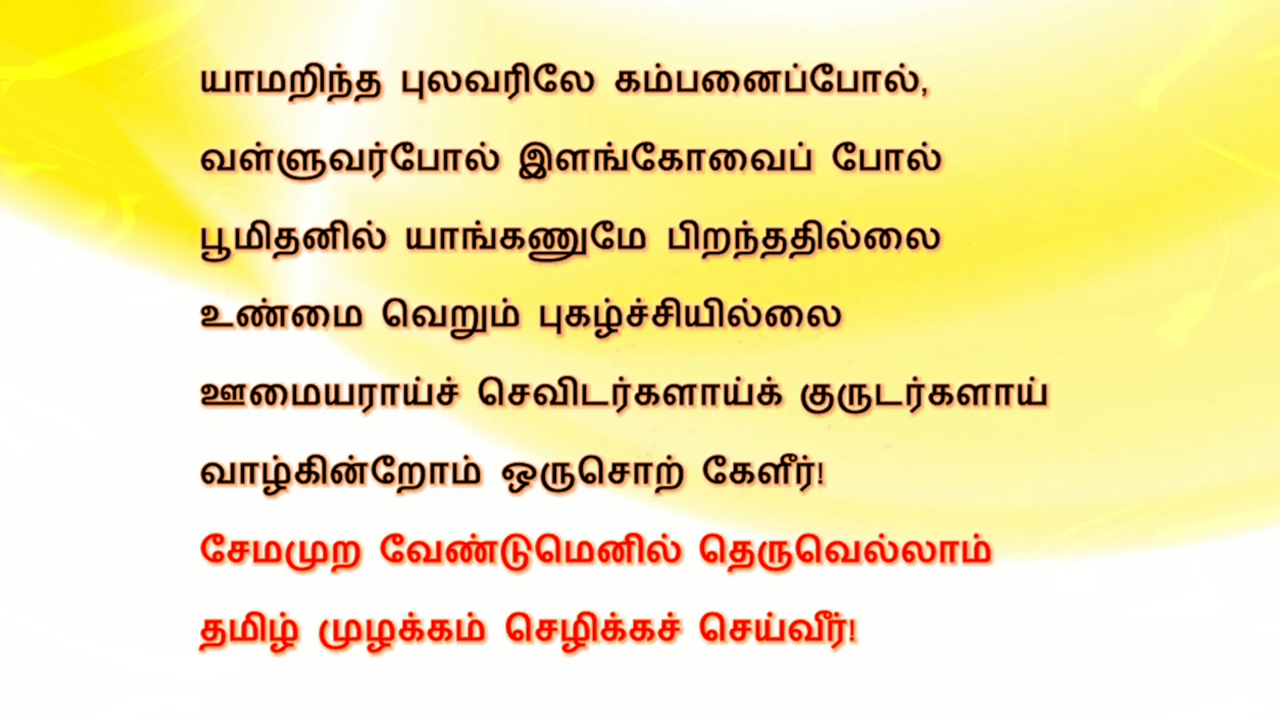 யாமறிந்த புலவரிலே கம்பனைப்போல்,
வள்ளுவர்போல் இளங்கோவைப் போல்
பூமிதனில் யாங்கணுமே பிறந்ததில்லை
உண்மை வெறும் புகழ்ச்சியில்லை
ஊமையராய்ச் செவிடர்களாய்க் குருடர்களாய்
வாழ்கின்றோம் ஒருசொற் கேளீர்!
சேமமுற வேண்டுமெனில் தெருவெல்லாம்
தமிழ் முழக்கம் செழிக்கச் செய்வீர்!